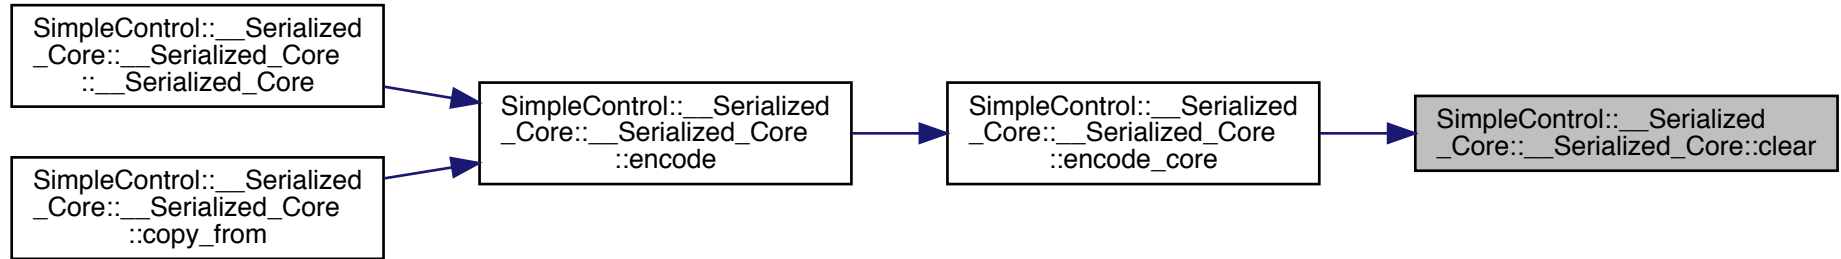 SimpleControl::__Serialized
_Core::__Serialized_Core
::__Serialized_Core
SimpleControl::__Serialized
_Core::__Serialized_Core
::copy_from
SimpleControl::__Serialized
_Core::__Serialized_Core
::encode
SimpleControl::__Serialized
_Core::__Serialized_Core
::encode_core
SimpleControl::__Serialized
_Core::__Serialized_Core::clear